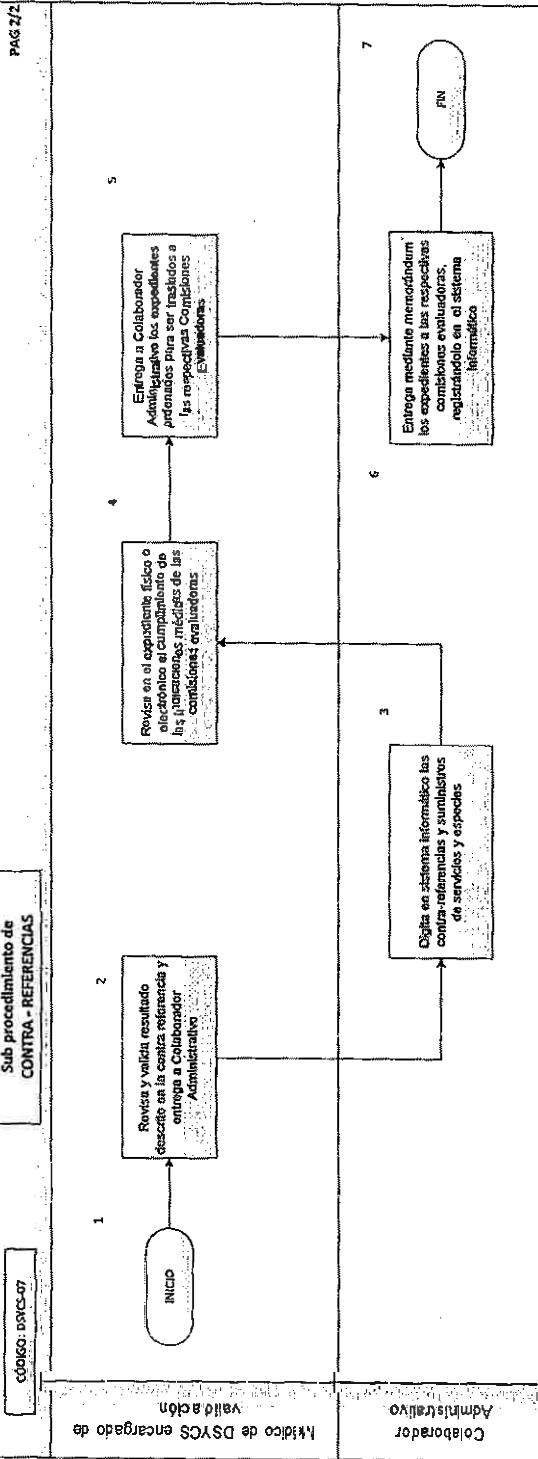 CÓDIGO: DSYCS-07
Sub procedimiento de
CONTRA - REFERENCIAS
PAG 2/2
Médico de DSYCS encargado de
validación
1
INICIO
2
Revisa y valida resultado
descrito en la contra referencia y
entrega a Colaborador
Administrativo
4
Revisa en el expediente físico o
electrónico el cumplimiento de
las indicaciones médicas de las
comisiones evaluadoras
5
Entrega a Colaborador
Administrativo los expedientes
ordenados para ser traslados a
las respectivas Comisiones
Evaluadoras
Colaborador
Administrativo
3
Digita en sistema informático las
contra-referencias y suministros
de servicios y especies
6
Entrega mediante memorándum
los expedientes a las respectivas
comisiones evaluadoras,
registrándolo en el sistema
informático
7
FIN